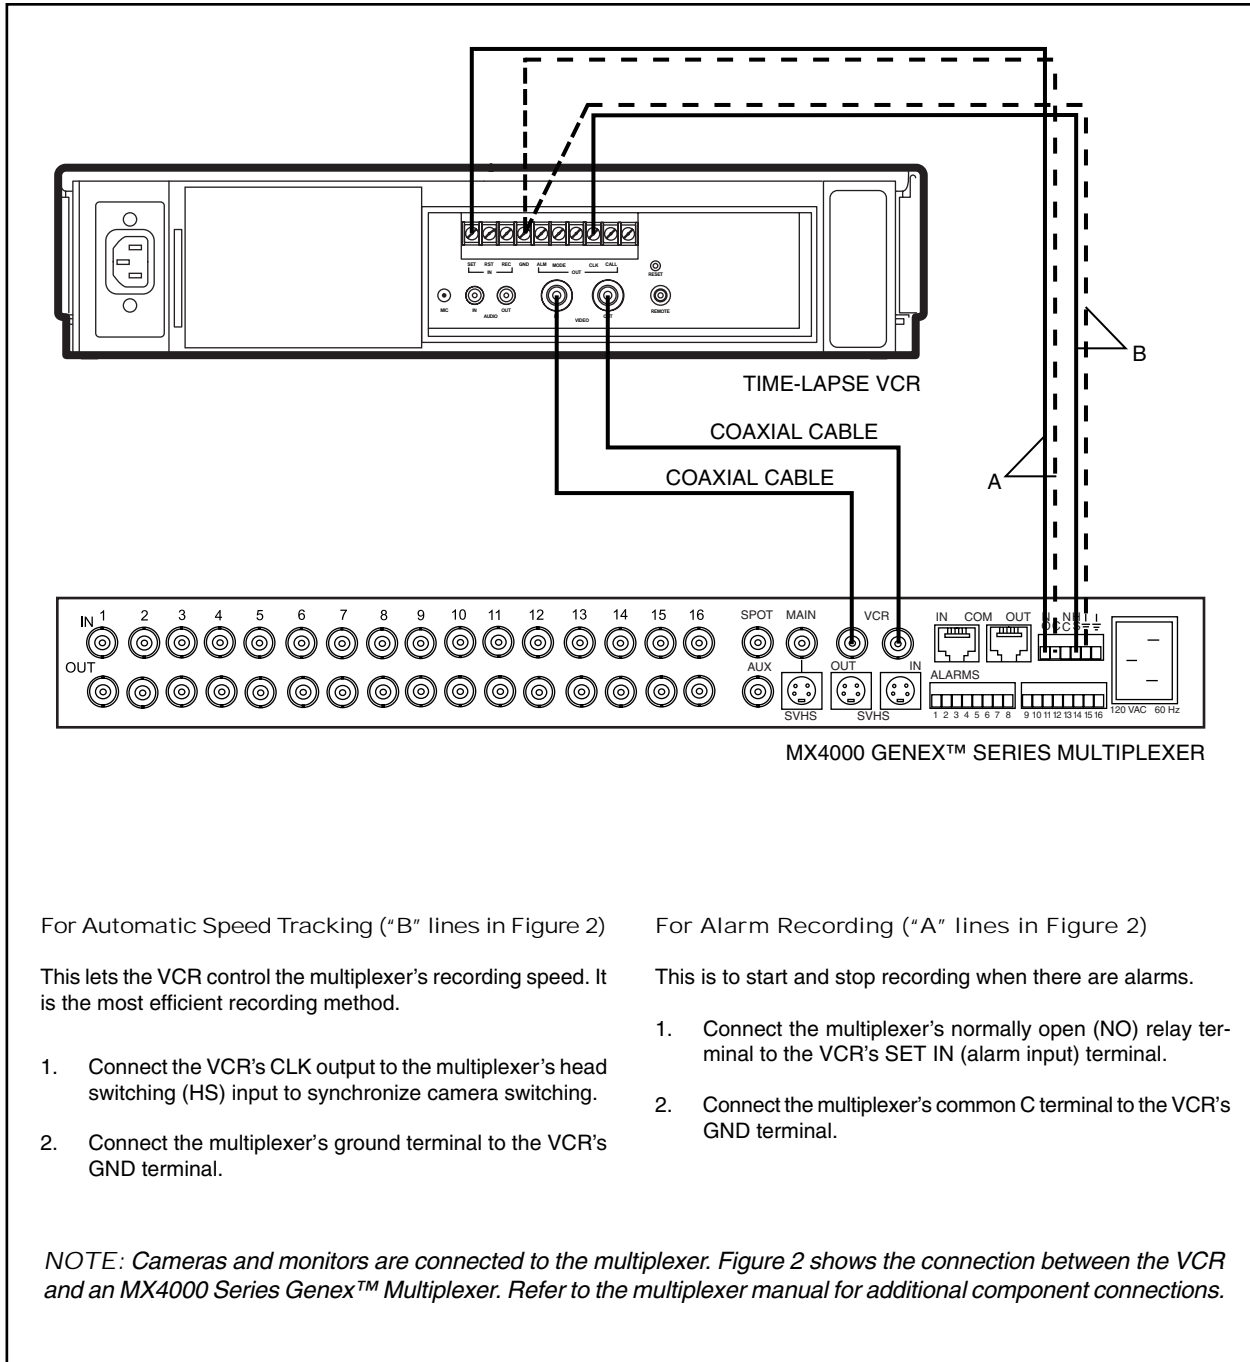 SET RST REC GND ALM MODE CLK CALL
IN OUT
RESET
MIC IN OUT IN OUT REMOTE
AUDIO VIDEO
B
TIME-LAPSE VCR
COAXIAL CABLE
COAXIAL CABLE
A
IN 1 2 3 4 5 6 7 8 9 10 11 12 13 14 15 16 SPOT MAIN VCR IN COM OUT NO C NC HS
OUT AUX OUT IN ALARMS
SVHS SVHS 1 2 3 4 5 6 7 8 9 10 11 12 13 14 15 16 120 VAC 60 Hz
MX4000 GENEX™ SERIES MULTIPLEXER
For Automatic Speed Tracking ("B" lines in Figure 2)
This lets the VCR control the multiplexer's recording speed. It
is the most efficient recording method.
1. Connect the VCR's CLK output to the multiplexer's head
switching (HS) input to synchronize camera switching.
2. Connect the multiplexer's ground terminal to the VCR's
GND terminal.
For Alarm Recording ("A" lines in Figure 2)
This is to start and stop recording when there are alarms.
1. Connect the multiplexer's normally open (NO) relay ter-
minal to the VCR's SET IN (alarm input) terminal.
2. Connect the multiplexer's common C terminal to the VCR's
GND terminal.
NOTE: Cameras and monitors are connected to the multiplexer. Figure 2 shows the connection between the VCR
and an MX4000 Series Genex™ Multiplexer. Refer to the multiplexer manual for additional component connections.